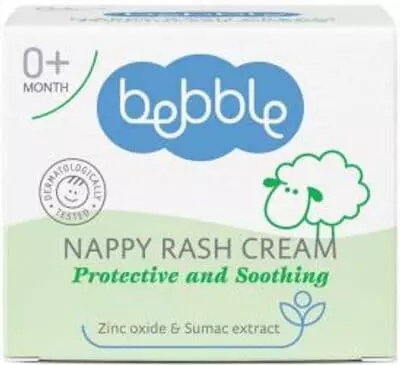 0+
MONTH
bebble
DERMATOLOGICALLY
TESTED
NAPPY RASH CREAM
Protective and Soothing
Zinc oxide & Sumac extract